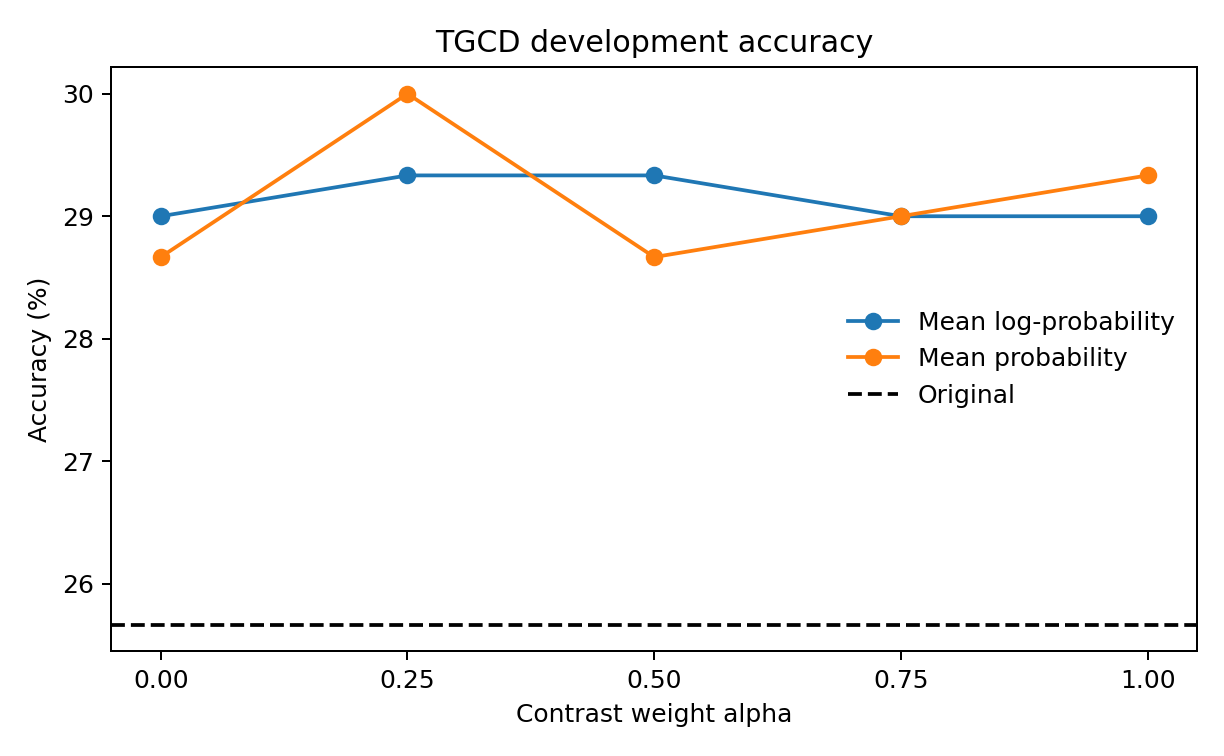 TGCD development accuracy
30
29
28
27
26
Accuracy (%)
Mean log-probability
Mean probability
Original
0.00 0.25 0.50 0.75 1.00
Contrast weight alpha